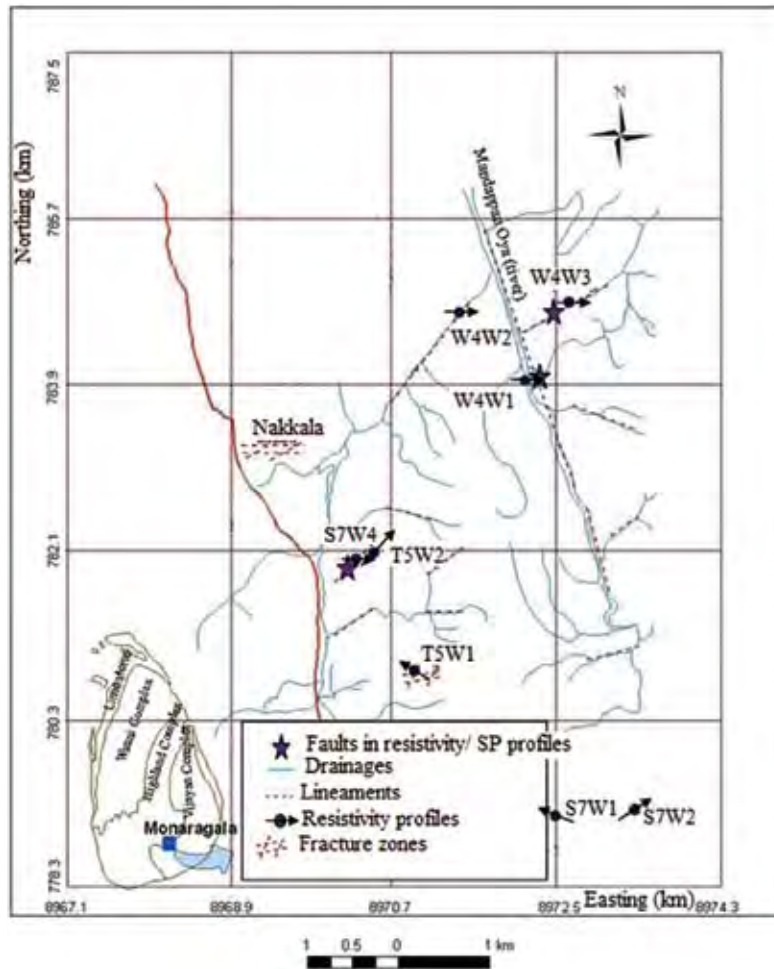 Northing (km)
787.5
785.7
783.9
782.1
780.3
778.3
N
Oya (river)
W4W3
W4W2
W4W1
Nakkala
S7W4
T5W2
T5W1
Limestone
Wanni Complex
Highland Complex
Vijayan Complex
Monaragala
Faults in resistivity/ SP profiles
Drainages
Lineaments
Resistivity profiles
Fracture zones
S7W1
S7W2
Easting (km)
8967.1
8968.9
8970.7
8972.5
8974.3
1 0.5 0 1 km